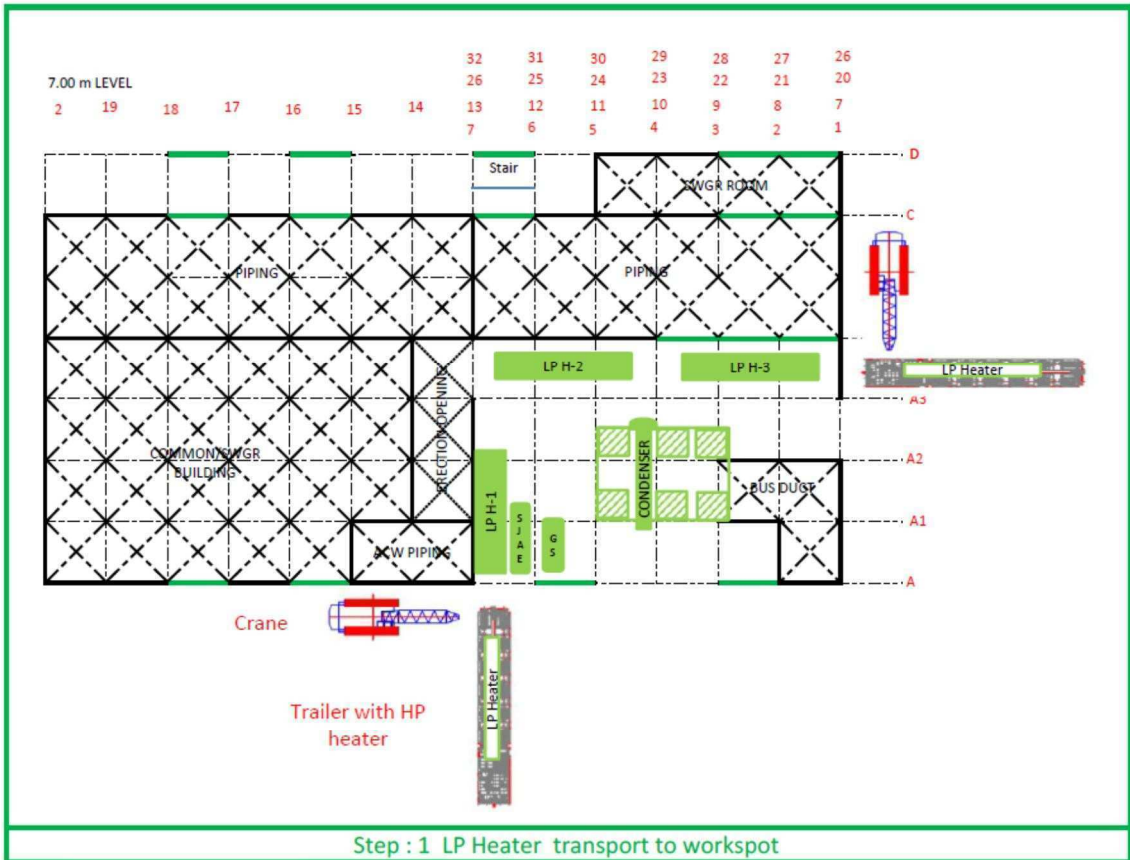 32 31 30 29 28 27 26
7.00 m LEVEL
26 25 24 23 22 21 20
2 19 18 17 16 15 14 13 12 11 10 9 8 7
7 6 5 4 3 2 1
D
Stair
SWGR ROOM
C
PIPING
PIPING
LP H-2
LP H-3
LP Heater
A3
ERECTION OPENING
CONDENSER
COMMON/SWGR
BUILDING
A2
BUS DUCT
LP H-1
SJAE
GS
A1
ACW PIPING
A
Crane
LP Heater
Trailer with HP
heater
Step : 1 LP Heater transport to workspot